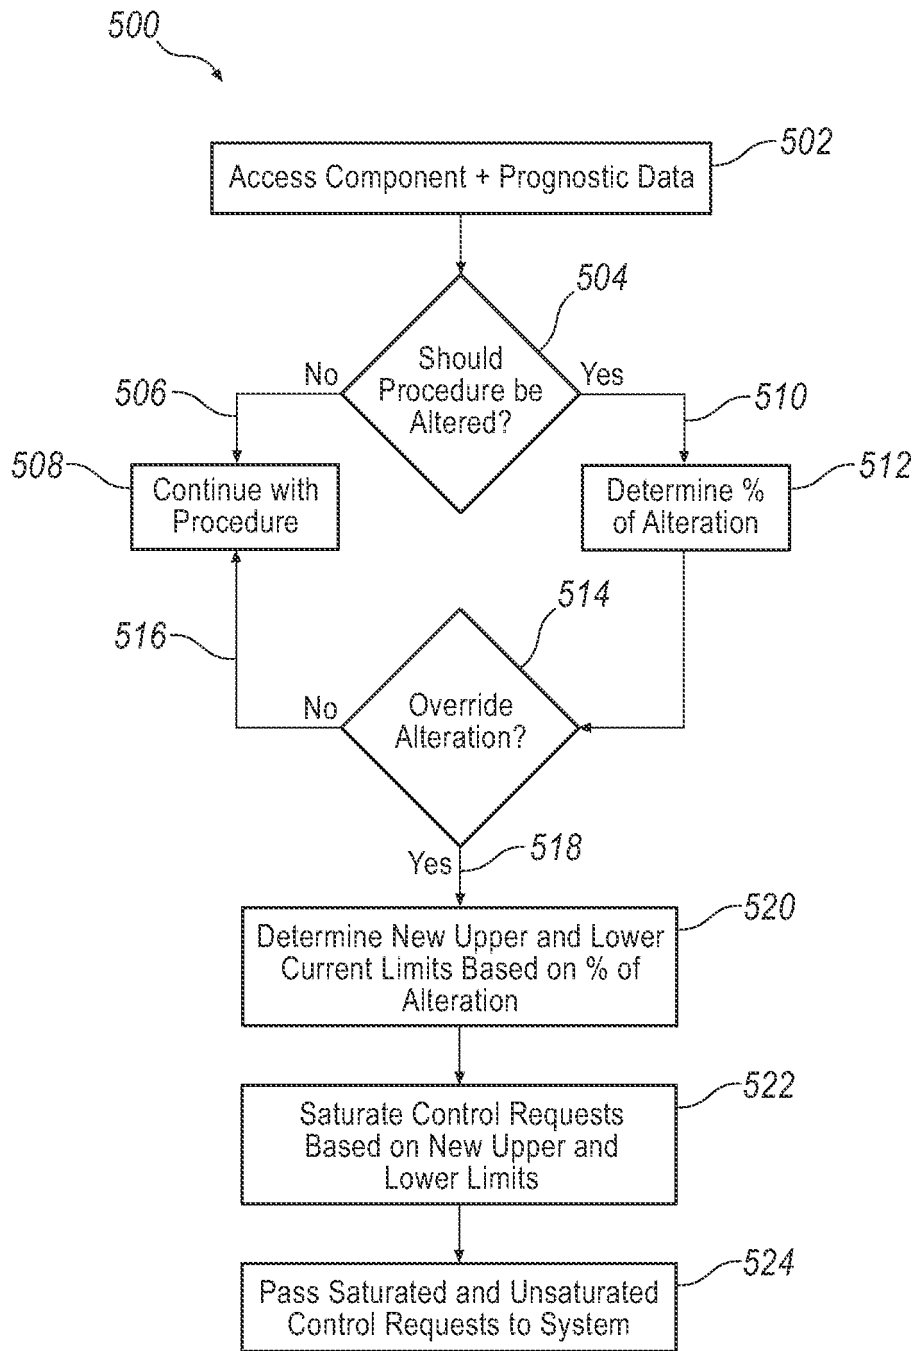 500
502
Access Component + Prognostic Data
504
Should
Procedure be
Altered?
No
Yes
506
510
508
Continue with
Procedure
512
Determine %
of Alteration
514
516
Override
Alteration?
No
Yes
518
520
Determine New Upper and Lower
Current Limits Based on % of
Alteration
522
Saturate Control Requests
Based on New Upper and
Lower Limits
524
Pass Saturated and Unsaturated
Control Requests to System